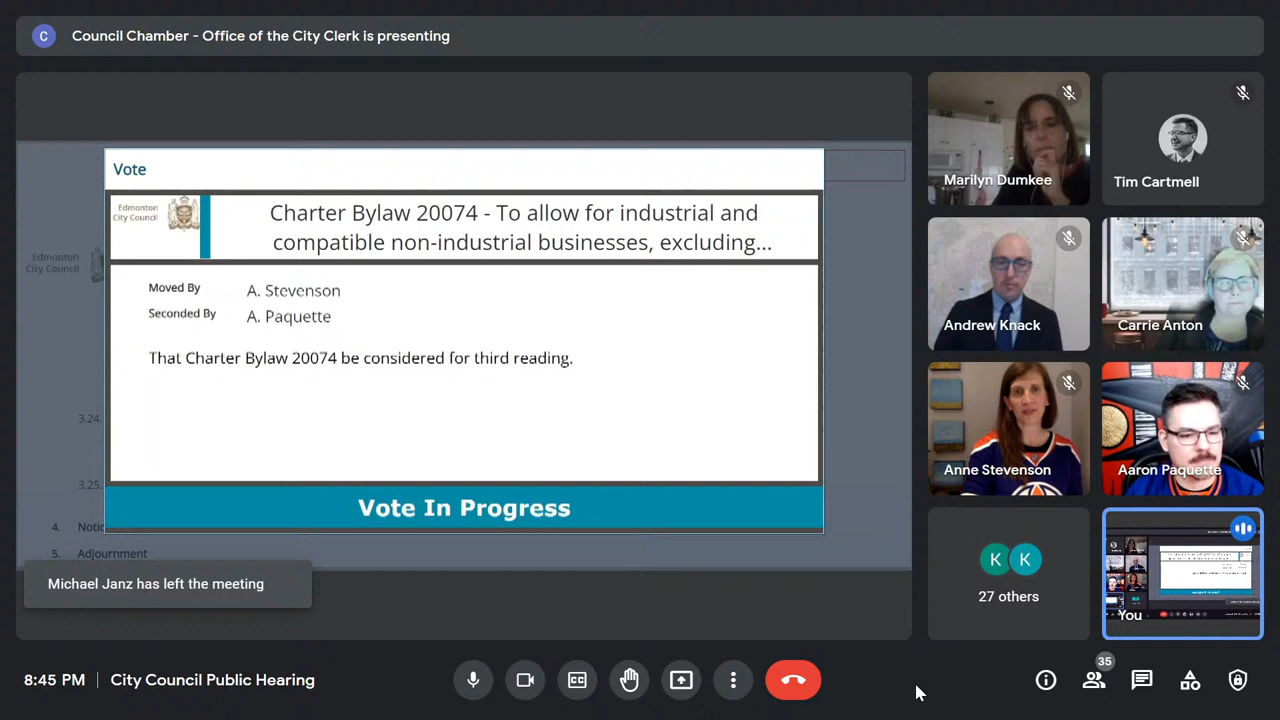 C
Council Chamber - Office of the City Clerk is presenting
Vote
Edmonton
City Council
Charter Bylaw 20074 - To allow for industrial and
compatible non-industrial businesses, excluding...
Moved By A. Stevenson
Seconded By A. Paquette
That Charter Bylaw 20074 be considered for third reading.
Vote In Progress
Edmonton
City Council
3.24.
3.25.
4.
5. Adjournment
Michael Janz has left the meeting
Marilyn Dumkee
Tim Cartmell
Andrew Knack
Carrie Anton
Anne Stevenson
Aaron Paquette
K K
27 others
You
8:45 PM | City Council Public Hearing
CC
35